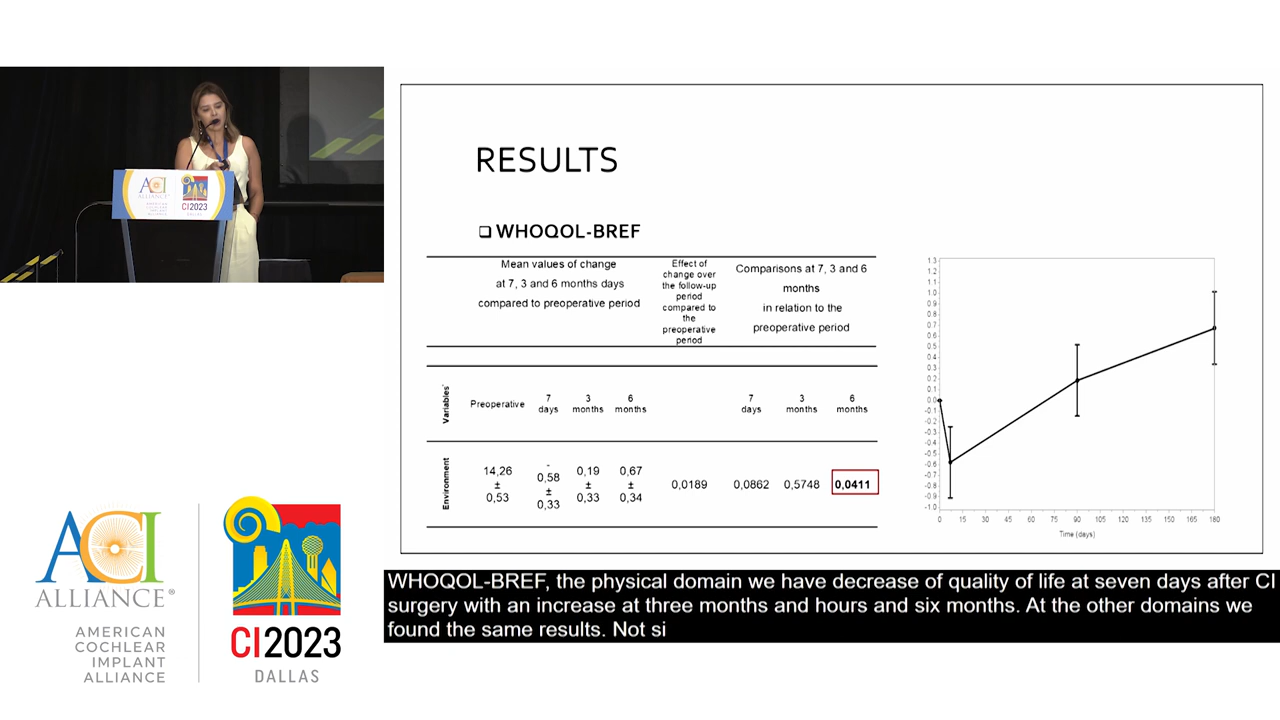 ACI
ALLIANCE
CI2023
DALLAS
RESULTS
❑ WHOQOL-BREF
Mean values of change
at 7, 3 and 6 months days
compared to preoperative period
Effect of
change over
the follow-up
period
compared to
the
preoperative
period
Comparisons at 7, 3 and 6
months
in relation to the
preoperative period
Variables
Preoperative
7
days
3
months
6
months
7
days
3
months
6
months
Environment
14,26
±
0,53
-
0,58
±
0,33
0,19
±
0,33
0,67
±
0,34
0,0189
0,0862
0,5748
0,0411
1.3
1.2
1.1
1.0
0.9
0.8
0.7
0.6
0.5
0.4
0.3
0.2
0.1
0.0
-0.1
-0.2
-0.3
-0.4
-0.5
-0.6
-0.7
-0.8
-0.9
-1.0
0 15 30 45 60 75 90 105 120 135 150 165 180
Time (days)
ACI
ALLIANCE®
AMERICAN
COCHLEAR
IMPLANT
ALLIANCE
CI2023
DALLAS
WHOQOL-BREF, the physical domain we have decrease of quality of life at seven days after CI
surgery with an increase at three months and hours and six months. At the other domains we
found the same results. Not si